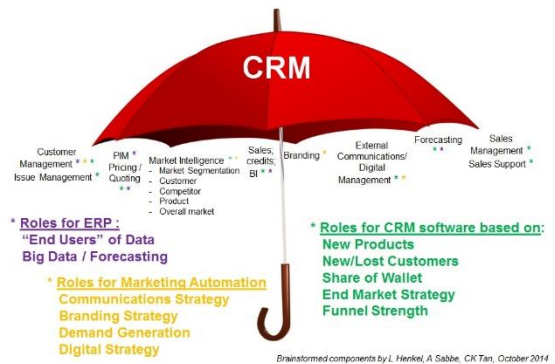 CRM
Customer
Management * * *
Issue Management *
PIM *
Pricing /
Quoting
* *
Market Intelligence * *
- Market Segmentation
- Customer
- Competitor
- Product
- Overall market
Sales;
credits;
BI * *
Branding *
External
Communications/
Digital
Management * *
Forecasting
* *
Sales
Management *
Sales Support *
* Roles for ERP :
"End Users" of Data
Big Data / Forecasting
* Roles for Marketing Automation
Communications Strategy
Branding Strategy
Demand Generation
Digital Strategy
* Roles for CRM software based on:
New Products
New/Lost Customers
Share of Wallet
End Market Strategy
Funnel Strength
Brainstormed components by L Henkel, A Sabbe, CK Tan, October 2014